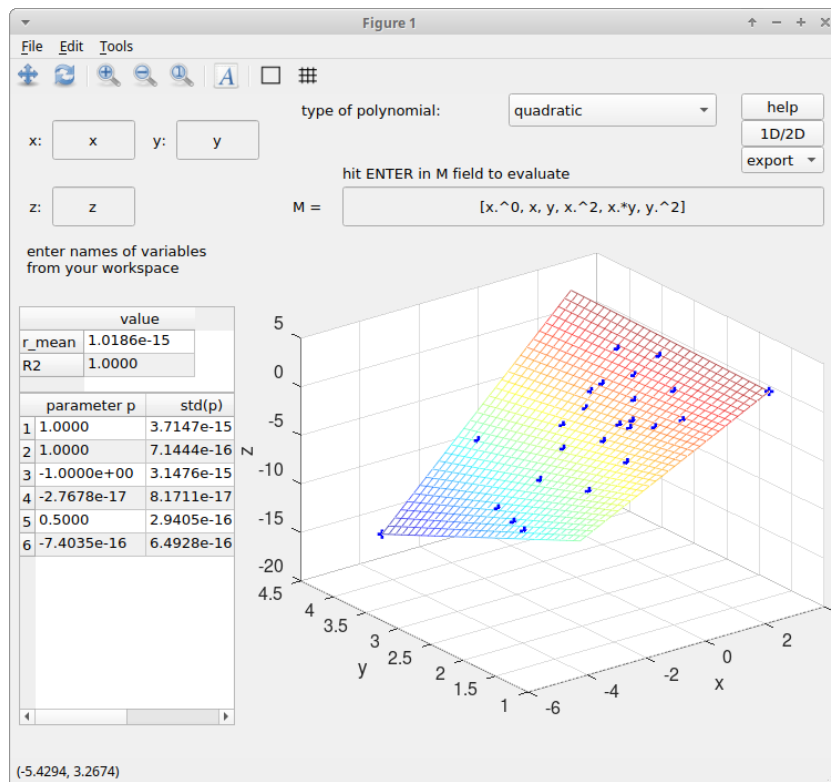 Figure 1
File Edit Tools
A
type of polynomial: quadratic help
1D/2D
x: x y: y export
hit ENTER in M field to evaluate
z: z M = [x.^0, x, y, x.^2, x.*y, y.^2]
enter names of variables
from your workspace
value
r_mean 1.0186e-15
R2 1.0000
parameter p std(p)
1 1.0000 3.7147e-15
2 1.0000 7.1444e-16
3 -1.0000e+00 3.1476e-15
4 -2.7678e-17 8.1711e-17
5 0.5000 2.9405e-16
6 -7.4035e-16 6.4928e-16
5
0
-5
-10
-15
-20
z
4.5
4
3.5
3
2.5
2
1.5
1
y
-6
-4
-2
0
2
x
(-5.4294, 3.2674)